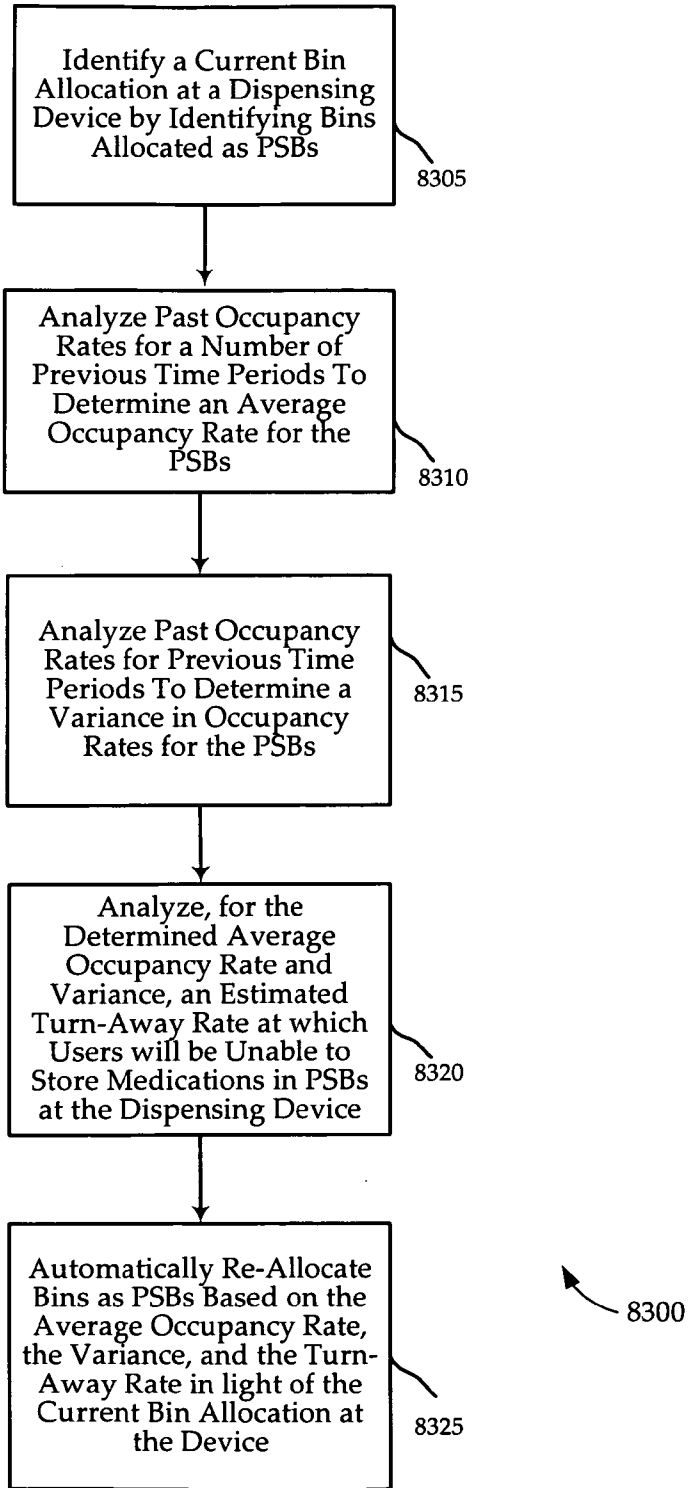 Identify a Current Bin
Allocation at a Dispensing
Device by Identifying Bins
Allocated as PSBs
8305
Analyze Past Occupancy
Rates for a Number of
Previous Time Periods To
Determine an Average
Occupancy Rate for the
PSBs
8310
Analyze Past Occupancy
Rates for Previous Time
Periods To Determine a
Variance in Occupancy
Rates for the PSBs
8315
Analyze, for the
Determined Average
Occupancy Rate and
Variance, an Estimated
Turn-Away Rate at which
Users will be Unable to
Store Medications in PSBs
at the Dispensing Device
8320
Automatically Re-Allocate
Bins as PSBs Based on the
Average Occupancy Rate,
the Variance, and the Turn-
Away Rate in light of the
Current Bin Allocation at
the Device
8325
8300